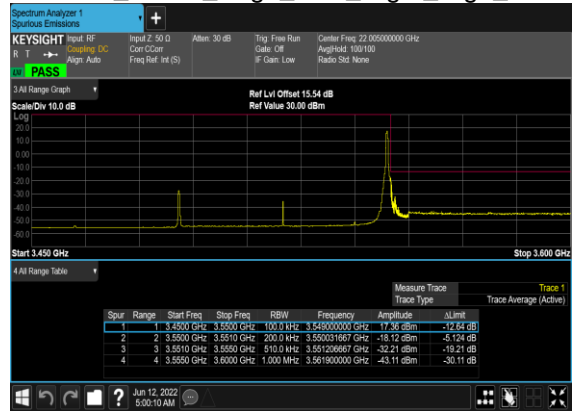 Spectrum Analyzer 1
Spurious Emissions
+
KEYSIGHT Input: RF Input Z: 50 Ω Atten: 30 dB Trig: Free Run Center Freq: 22.005000000 GHz
R T Coupling: DC Corr CCorr Gate: Off Avg|Hold: 100/100
Align: Auto Freq Ref: Int (S) IF Gain: Low Radio Std: None
LW PASS
3 All Range Graph
Ref Lvl Offset 15.54 dB
Scale/Div 10.0 dB Ref Value 30.00 dBm
Log
20.0
10.0
0.00
-10.0
-20.0
-30.0
-40.0
-50.0
-60.0
Start 3.450 GHz Stop 3.600 GHz
4 All Range Table
Measure Trace Trace 1
Trace Type Trace Average (Active)
Spur Range Start Freq Stop Freq RBW Frequency Amplitude ΔLimit
1 1 3.4500 GHz 3.5500 GHz 100.0 kHz 3.549000000 GHz 17.36 dBm -12.64 dB
2 2 3.5500 GHz 3.5510 GHz 200.0 kHz 3.550031667 GHz -18.12 dBm -5.124 dB
3 3 3.5510 GHz 3.5550 GHz 510.0 kHz 3.551206667 GHz -32.21 dBm -19.21 dB
4 4 3.5550 GHz 3.6000 GHz 1.000 MHz 3.561900000 GHz -43.11 dBm -30.11 dB
? Jun 12, 2022
5:00:10 AM